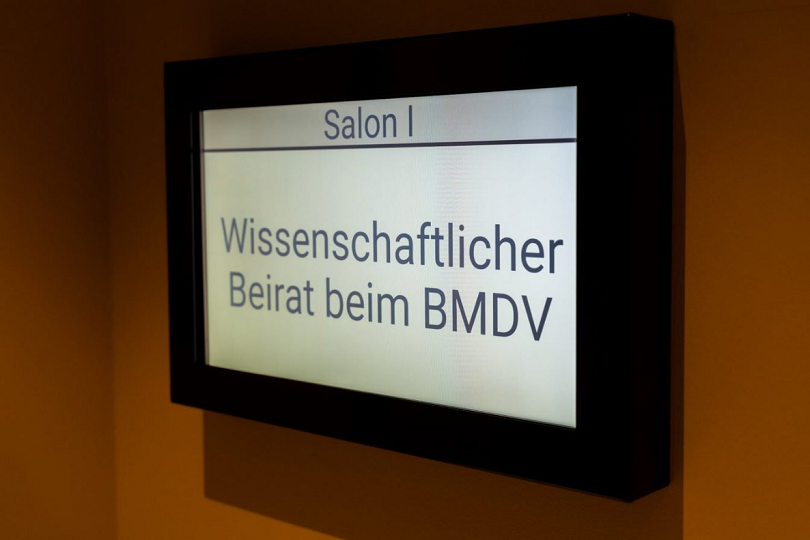 Salon I
Wissenschaftlicher
Beirat beim BMDV